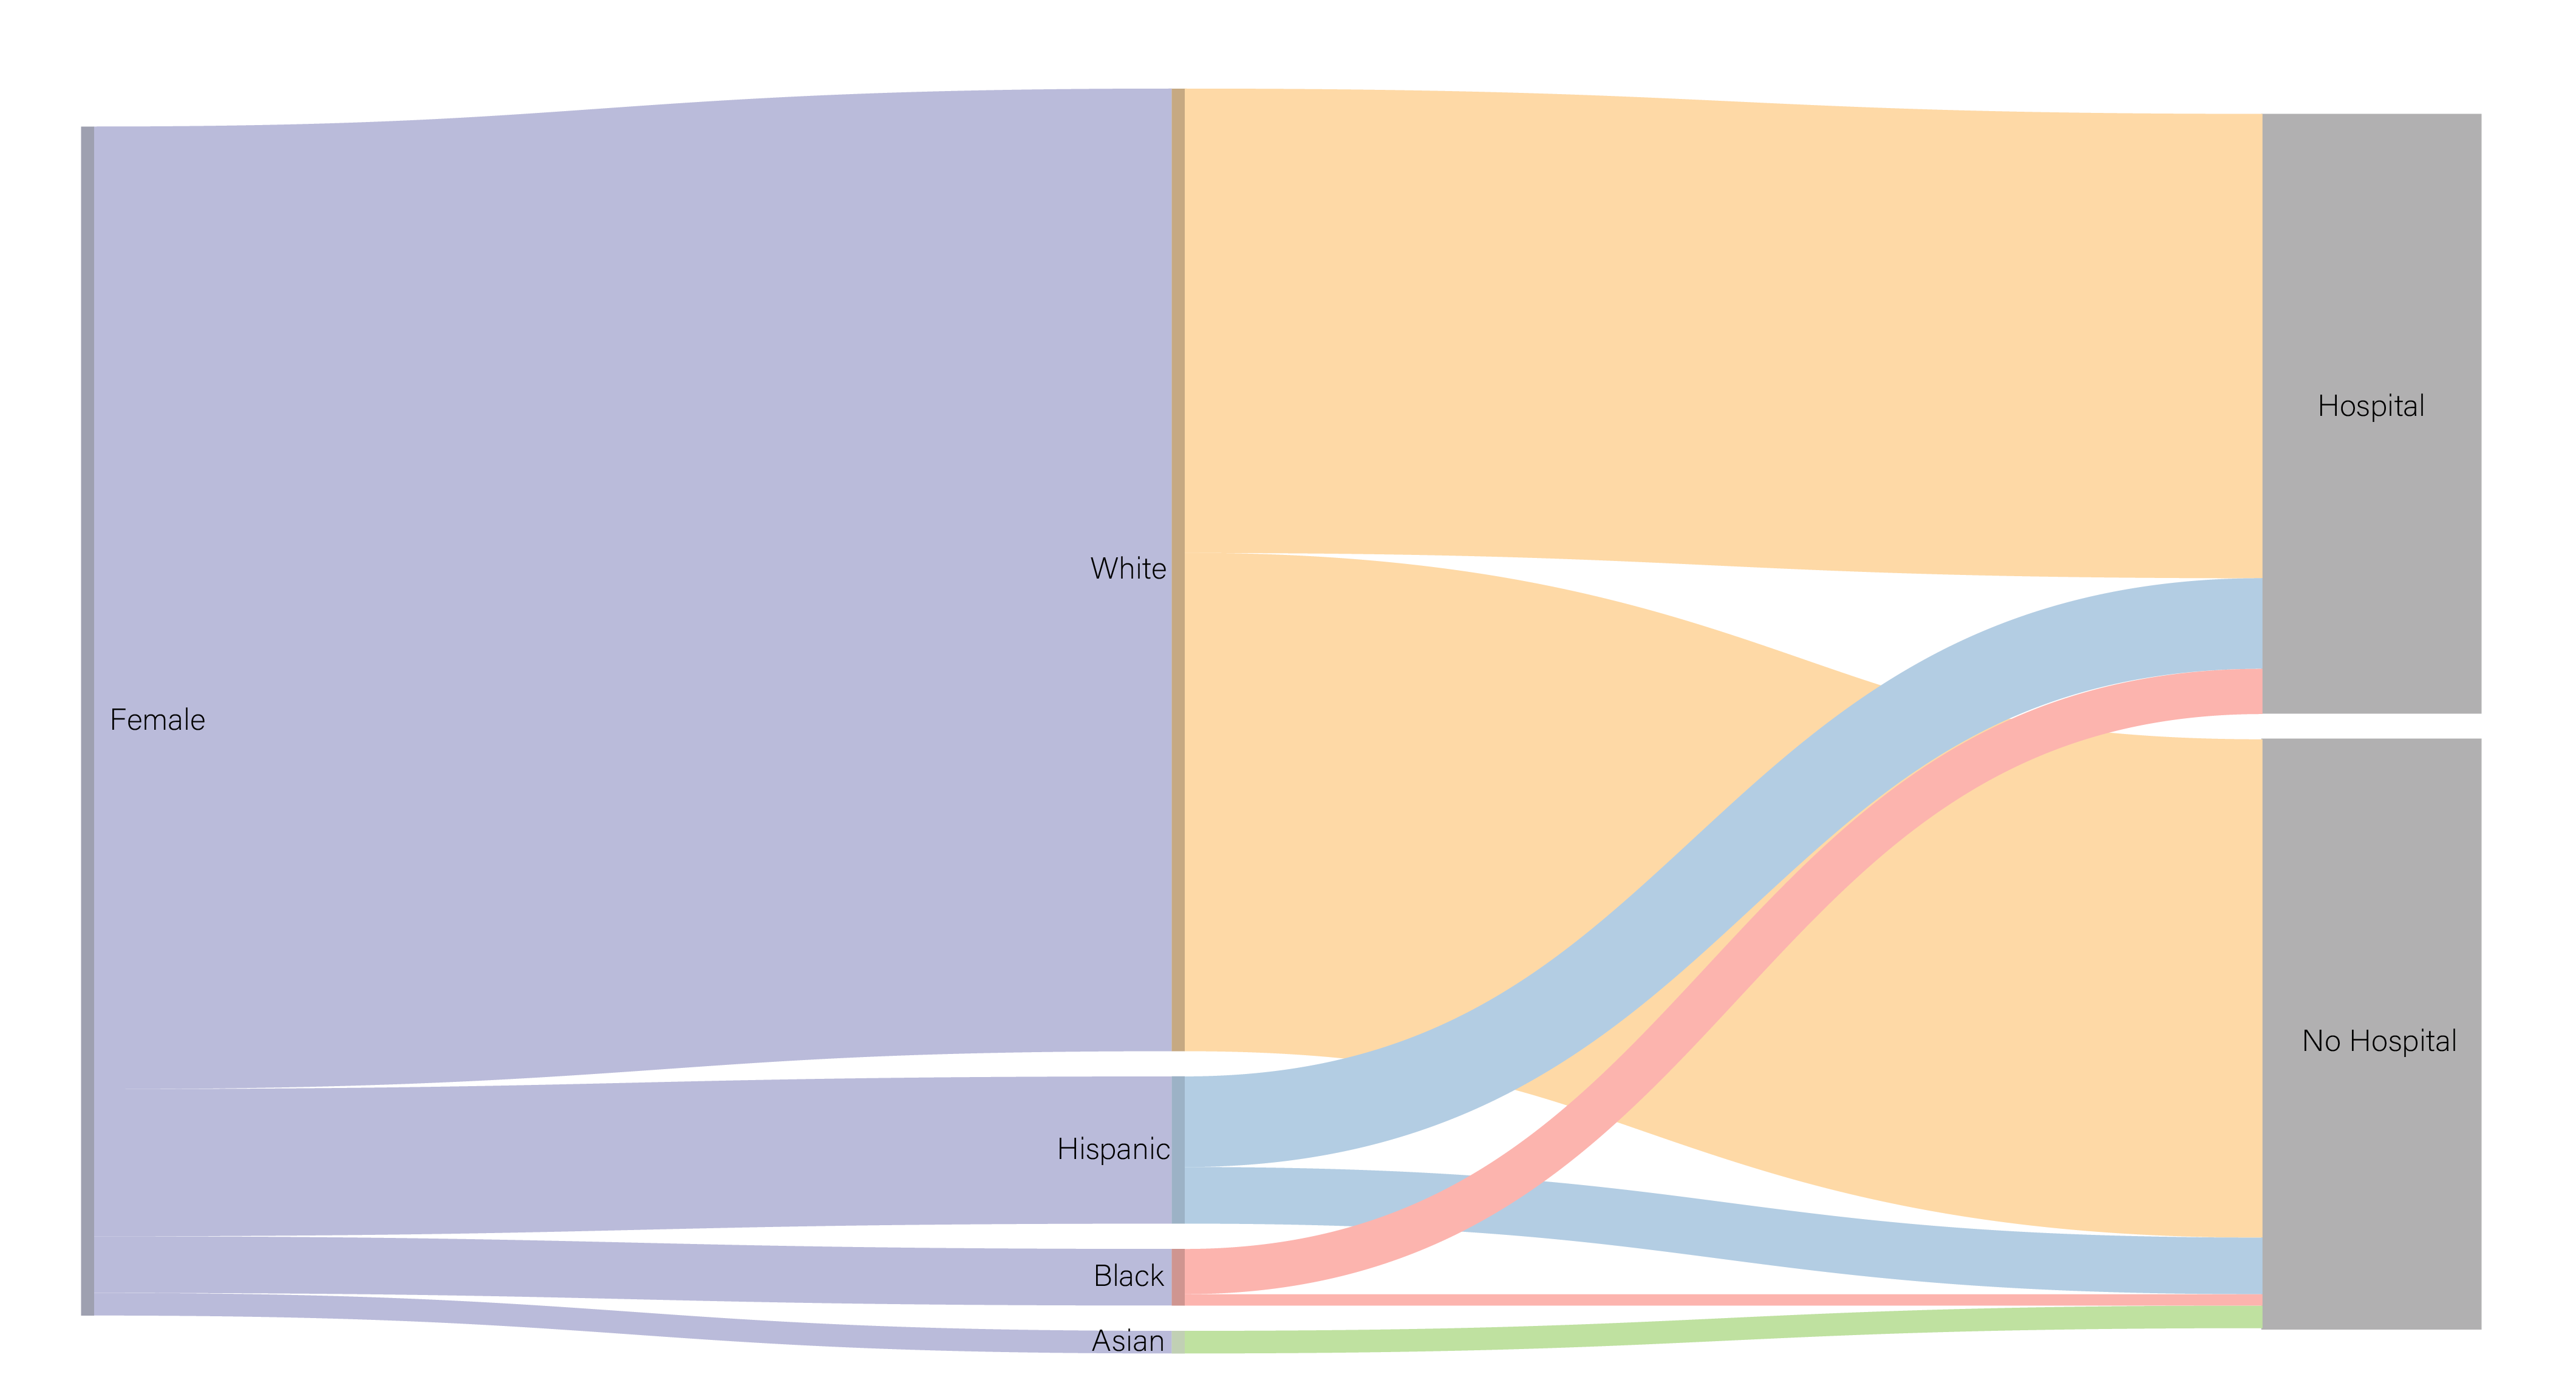 Female
White
Hispanic
Black
Asian
Hospital
No Hospital